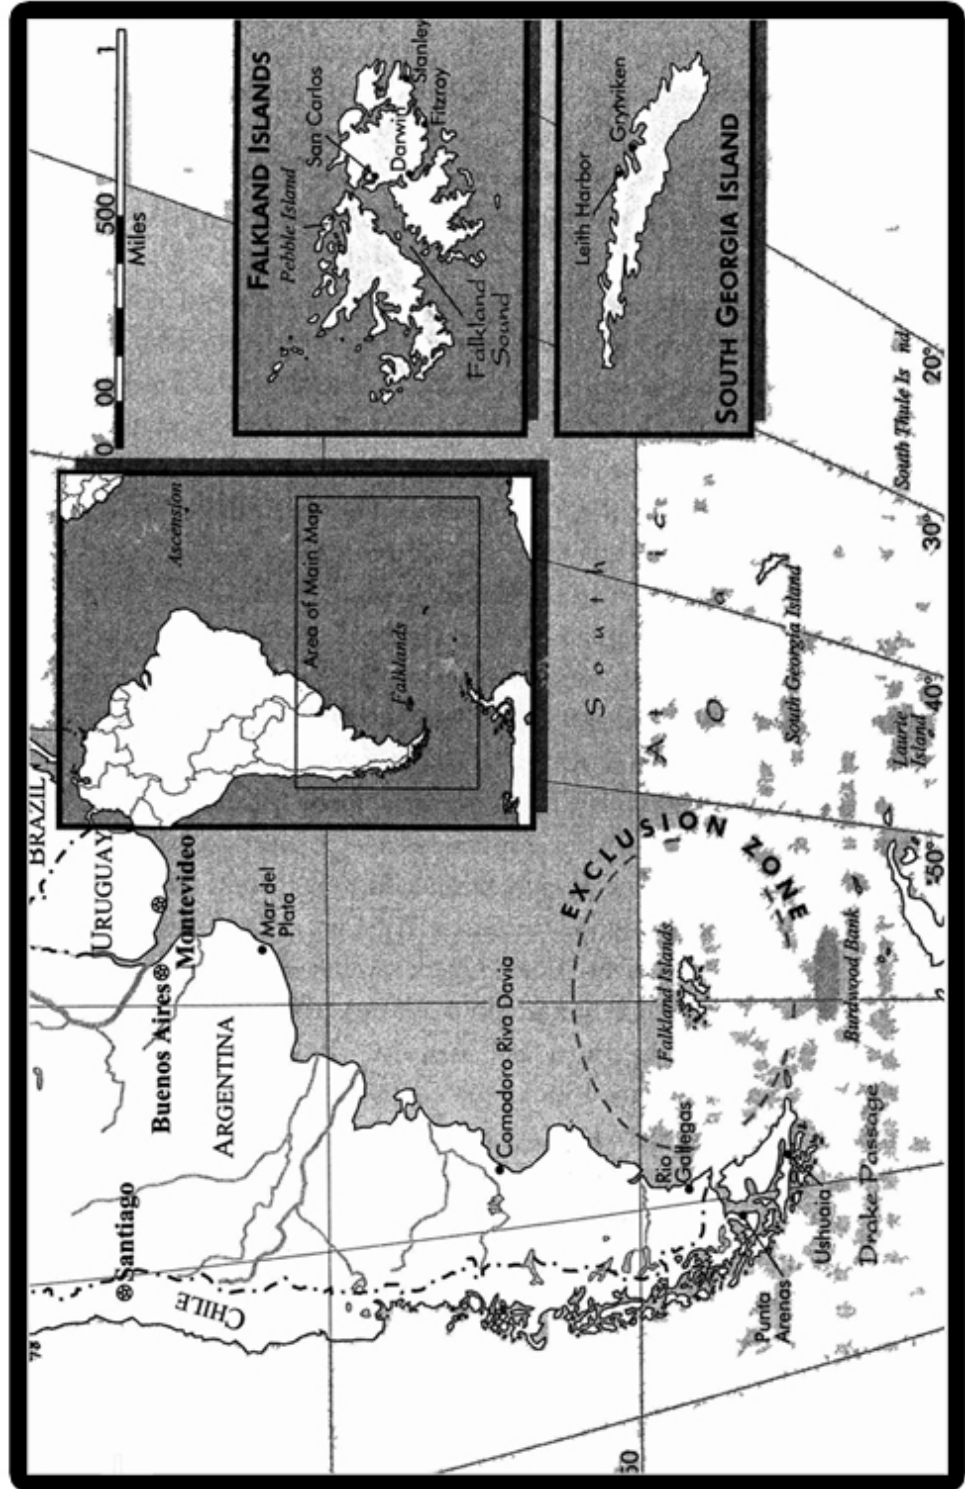 BRAZIL
URUGUAY
Montevideo
Buenos Aires
Mar del
Plata
ARGENTINA
Santiago
CHILE
Comodoro Riva Davia
Rio
Gallegas
Punta
Arenas
Ushuaia
Drake Passage
Falkland Islands
Burdwood Bank
EXCLUSION ZONE
South
South Georgia Island
Laurie
Island
50°
40°
30°
20°
50
Ascension
Area of Main Map
Falklands
0
00
500
1
Miles
FALKLAND ISLANDS
Pebble Island
San Carlos
Darwin
Stanley
Fitzroy
Falkland
Sound
SOUTH GEORGIA ISLAND
Leith Harbor
Grytviken